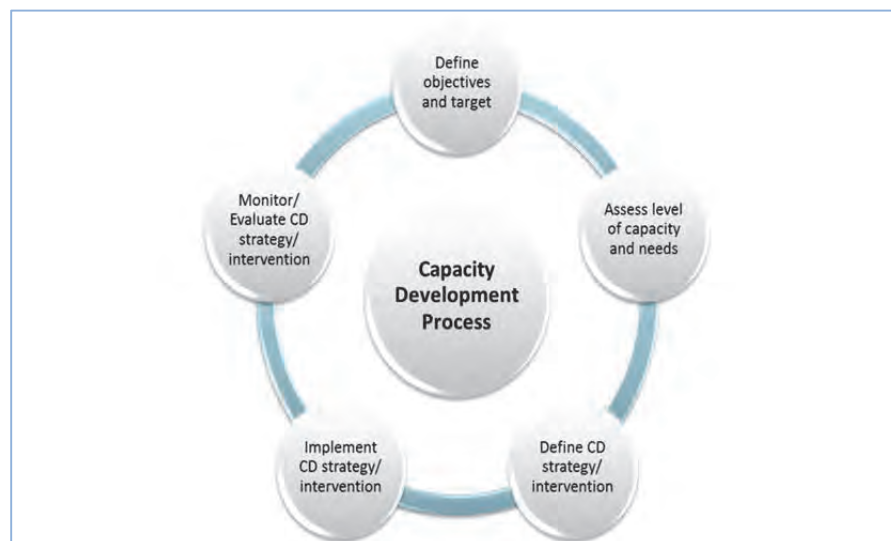 Define
objectives
and target
Assess level
of capacity
and needs
Define CD
strategy/
intervention
Implement
CD strategy/
intervention
Monitor/
Evaluate CD
strategy/
intervention
Capacity
Development
Process